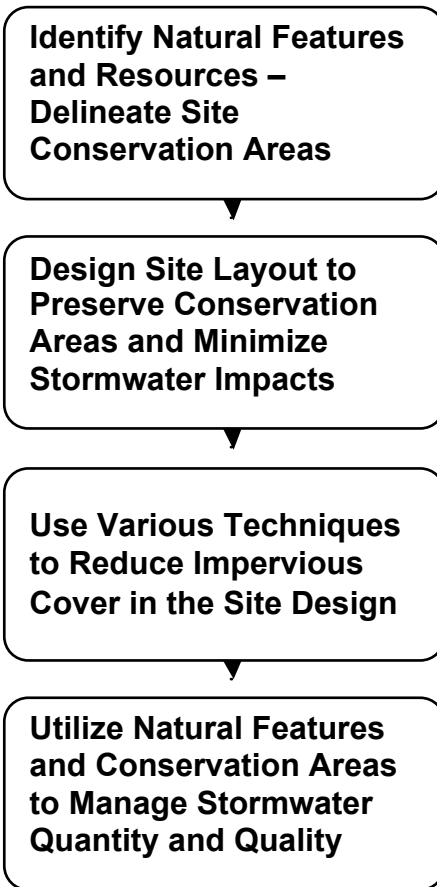 Identify Natural Features
and Resources –
Delineate Site
Conservation Areas
Design Site Layout to
Preserve Conservation
Areas and Minimize
Stormwater Impacts
Use Various Techniques
to Reduce Impervious
Cover in the Site Design
Utilize Natural Features
and Conservation Areas
to Manage Stormwater
Quantity and Quality